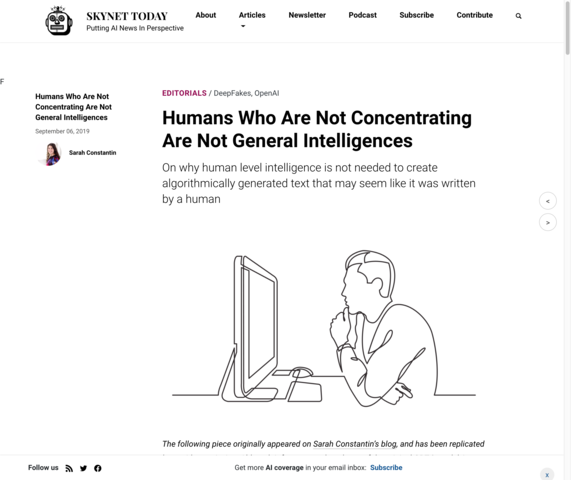 SKYNET TODAY
Putting AI News In Perspective
About
Articles
Newsletter
Podcast
Subscribe
Contribute
F
Humans Who Are Not
Concentrating Are Not
General Intelligences
September 06, 2019
Sarah Constantin
EDITORIALS / DeepFakes, OpenAI
Humans Who Are Not Concentrating
Are Not General Intelligences
On why human level intelligence is not needed to create
algorithmically generated text that may seem like it was written
by a human
<
>
The following piece originally appeared on Sarah Constantin's blog, and has been replicated
Follow us
Get more AI coverage in your email inbox: Subscribe
x